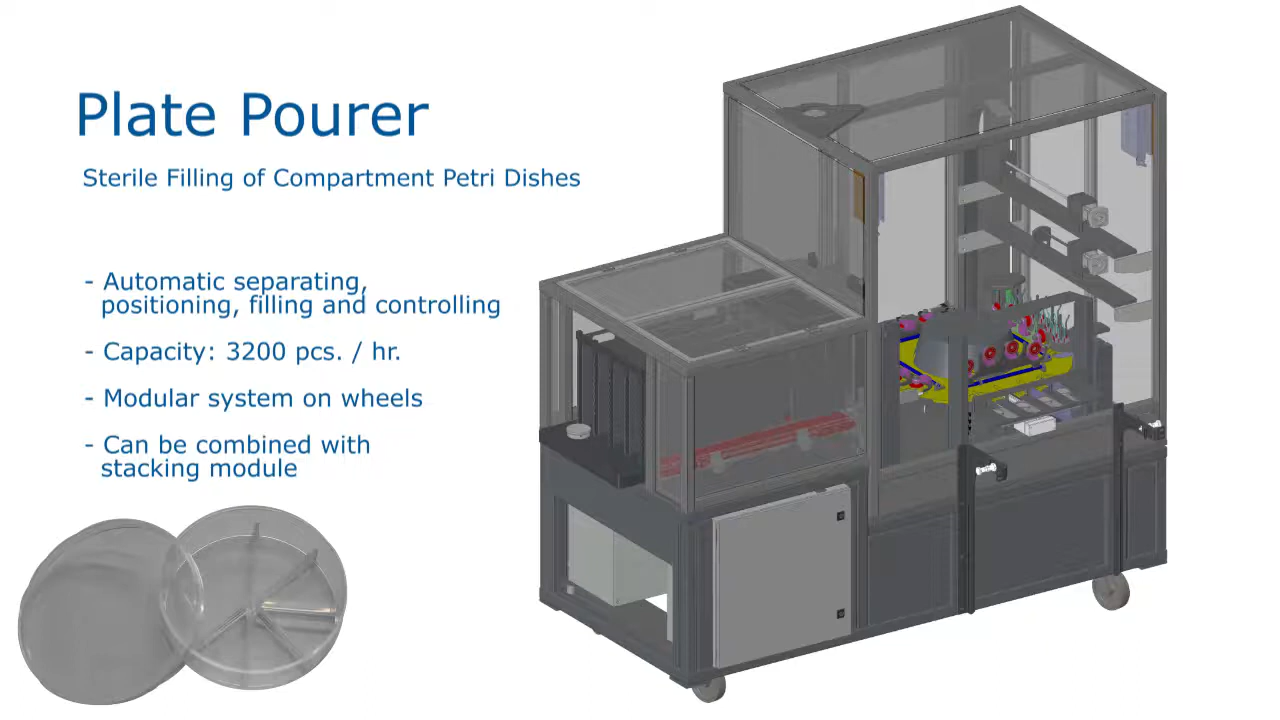 Plate Pourer
Sterile Filling of Compartment Petri Dishes
- Automatic separating,
positioning, filling and controlling
- Capacity: 3200 pcs. / hr.
- Modular system on wheels
- Can be combined with
stacking module